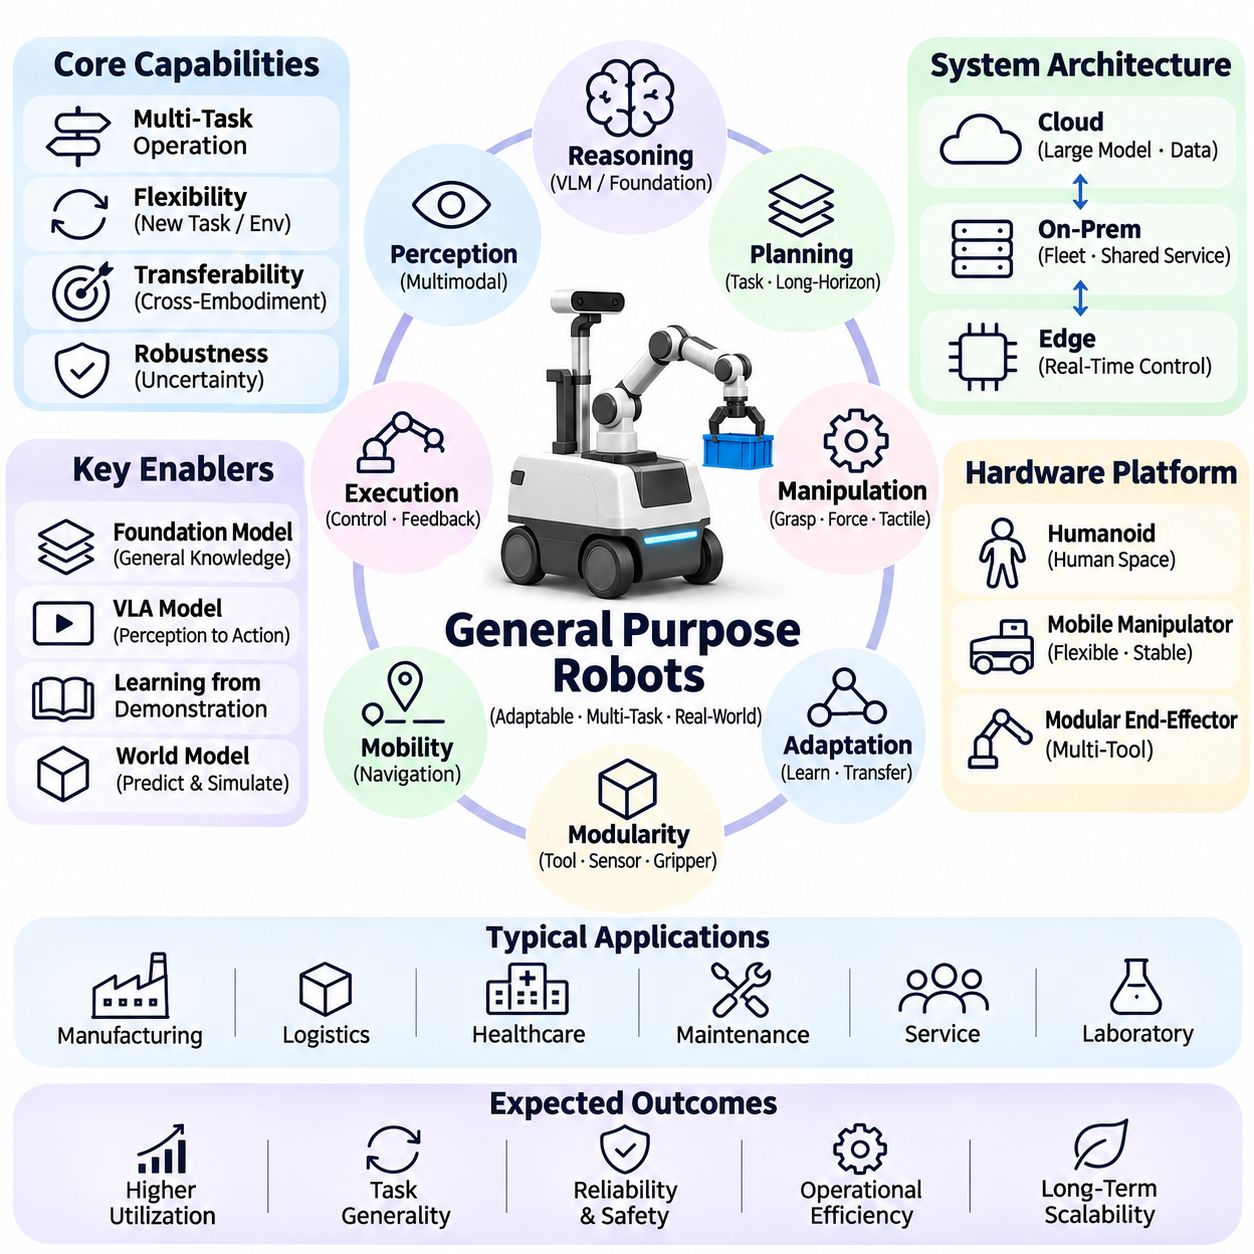 Core Capabilities
Multi-Task
Operation
Flexibility
(New Task / Env)
Transferability
(Cross-Embodiment)
Robustness
(Uncertainty)
Key Enablers
Foundation Model
(General Knowledge)
VLA Model
(Perception to Action)
Learning from
Demonstration
World Model
(Predict & Simulate)
Reasoning
(VLM / Foundation)
Perception
(Multimodal)
Planning
(Task · Long-Horizon)
Execution
(Control · Feedback)
Manipulation
(Grasp · Force · Tactile)
General Purpose
Robots
(Adaptable · Multi-Task · Real-World)
Mobility
(Navigation)
Adaptation
(Learn · Transfer)
Modularity
(Tool · Sensor · Gripper)
System Architecture
Cloud
(Large Model · Data)
On-Prem
(Fleet · Shared Service)
Edge
(Real-Time Control)
Hardware Platform
Humanoid
(Human Space)
Mobile Manipulator
(Flexible · Stable)
Modular End-Effector
(Multi-Tool)
Typical Applications
Manufacturing
Logistics
Healthcare
Maintenance
Service
Laboratory
Expected Outcomes
Higher
Utilization
Task
Generality
Reliability
& Safety
Operational
Efficiency
Long-Term
Scalability